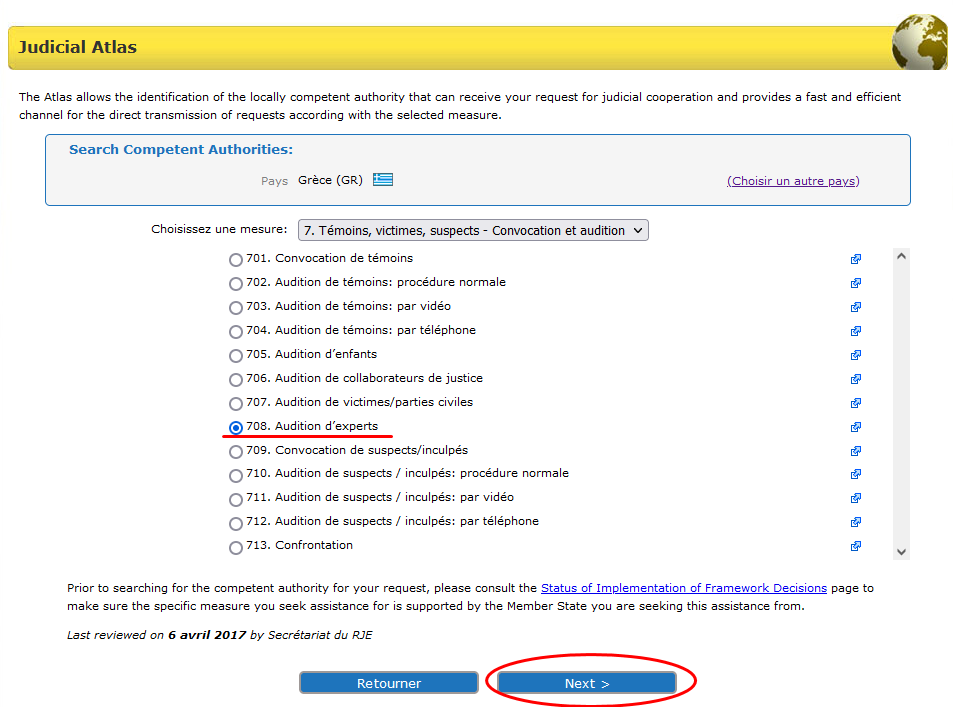 Judicial Atlas
The Atlas allows the identification of the locally competent authority that can receive your request for judicial cooperation and provides a fast and efficient
channel for the direct transmission of requests according with the selected measure.
Search Competent Authorities:
Pays Grèce (GR) (Choisir un autre pays)
Choisissez une mesure: 7. Témoins, victimes, suspects - Convocation et audition
701. Convocation de témoins
702. Audition de témoins: procédure normale
703. Audition de témoins: par vidéo
704. Audition de témoins: par téléphone
705. Audition d’enfants
706. Audition de collaborateurs de justice
707. Audition de victimes/parties civiles
708. Audition d’experts
709. Convocation de suspects/inculpés
710. Audition de suspects / inculpés: procédure normale
711. Audition de suspects / inculpés: par vidéo
712. Audition de suspects / inculpés: par téléphone
713. Confrontation
Prior to searching for the competent authority for your request, please consult the Status of Implementation of Framework Decisions page to
make sure the specific measure you seek assistance for is supported by the Member State you are seeking this assistance from.
Last reviewed on 6 avril 2017 by Secrétariat du RJE
Retourner Next >